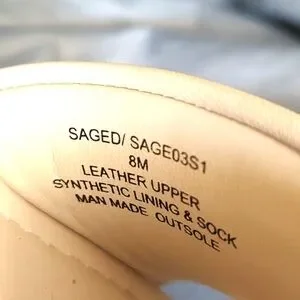 SAGED/ SAGE03S1
8M
LEATHER UPPER
SYNTHETIC LINING & SOCK
MAN MADE OUTSOLE